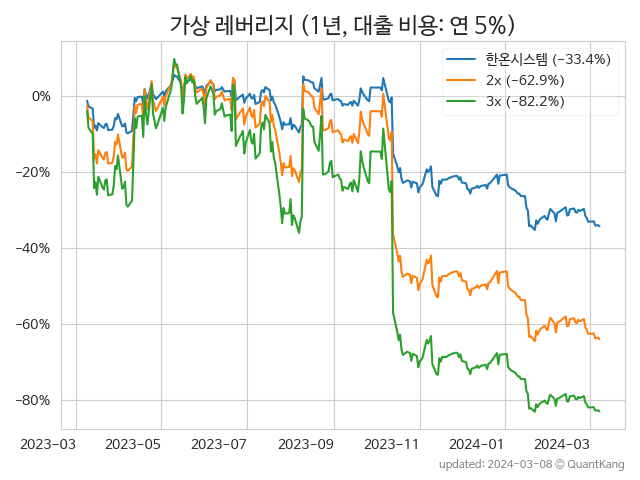 가상 레버리지 (1년, 대출 비용: 연 5%)
한온시스템 (−33.4%)
2x (−62.9%)
3x (−82.2%)
0%
−20%
−40%
−60%
−80%
2023−03 2023−05 2023−07 2023−09 2023−11 2024−01 2024−03
updated: 2024−03−08 ⓒ QuantKang